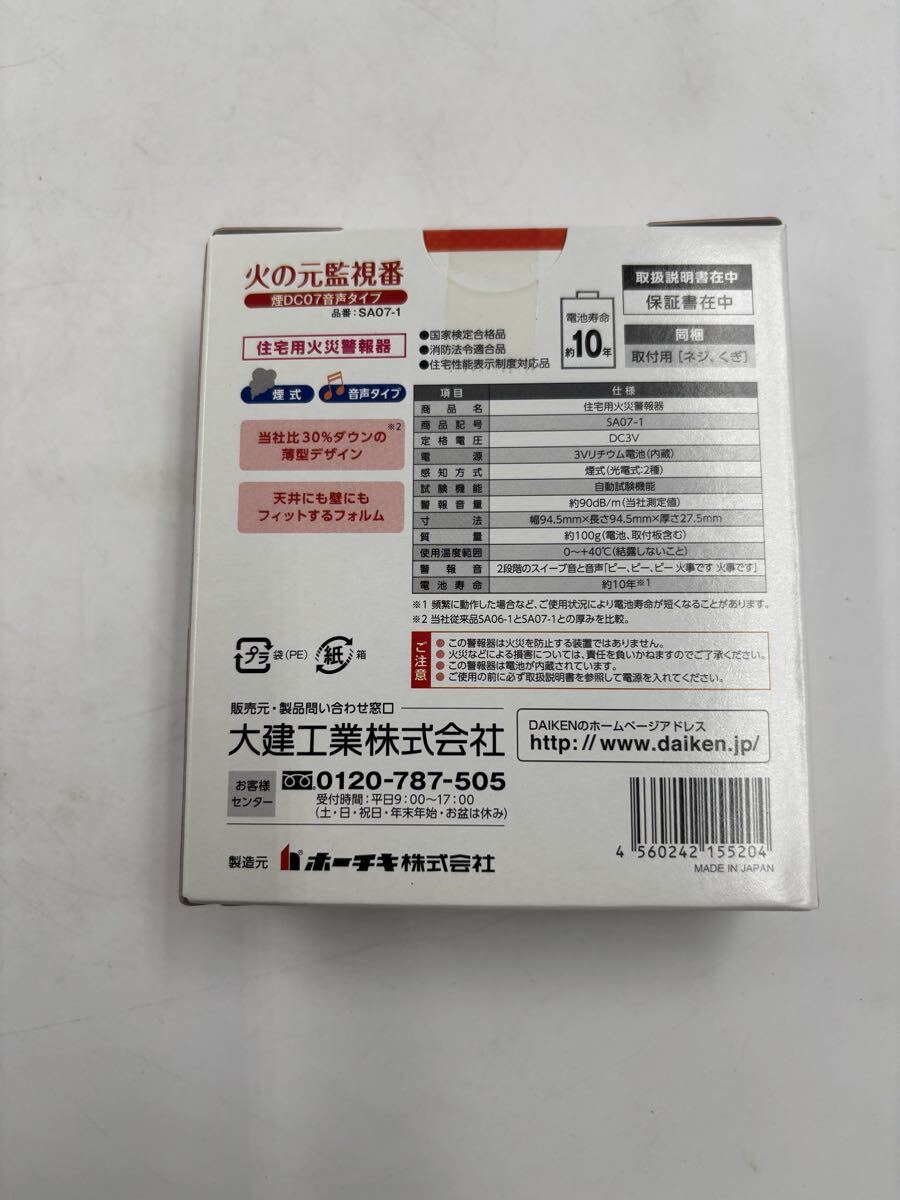 火の元監視番
煙DC07音声タイプ
品番:SA07-1
住宅用火災警報器
煙式
音声タイプ
当社比30%ダウンの※2
薄型デザイン
天井にも壁にも
フィットするフォルム
●国家検定合格品
●消防法令適合品
●住宅性能表示制度対応品
電池寿命
約10年
取扱説明書在中
保証書在中
同梱
取付用[ネジ、くぎ]
項目 仕様
商品名 住宅用火災警報器
商品記号 SA07-1
定格電圧 DC3V
電源 3Vリチウム電池(内蔵)
感知方式 煙式(光電式:2種)
試験機能 自動試験機能
警報音量 約90dB/m(当社測定値)
寸法 幅94.5mm×長さ94.5mm×厚さ27.5mm
質量 約100g(電池、取付板含む)
使用温度範囲 0〜+40℃(結露しないこと)
警報音 2段階のスイープ音と音声「ピー、ピー、ピー 火事です 火事です」
電池寿命 約10年※1
※1 頻繁に動作した場合など、ご使用状況により電池寿命が短くなることがあります。
※2 当社従来品SA06-1とSA07-1との厚みを比較。
プラ 袋(PE) 紙 箱
ご注意
●この警報器は火災を防止する装置ではありません。
●火災などによる損害については、責任を負いかねますのでご了承ください。
●この警報器は電池が内蔵されています。
●ご使用の前に必ず取扱説明書を参照して電源を入れてください。
販売元・製品問い合わせ窓口
大建工業株式会社
DAIKENのホームページアドレス
http://www.daiken.jp/
お客様
センター
0120-787-505
受付時間:平日9:00〜17:00
(土・日・祝日・年末年始・お盆は休み)
製造元 ホーチキ株式会社
4 560242 155204
MADE IN JAPAN